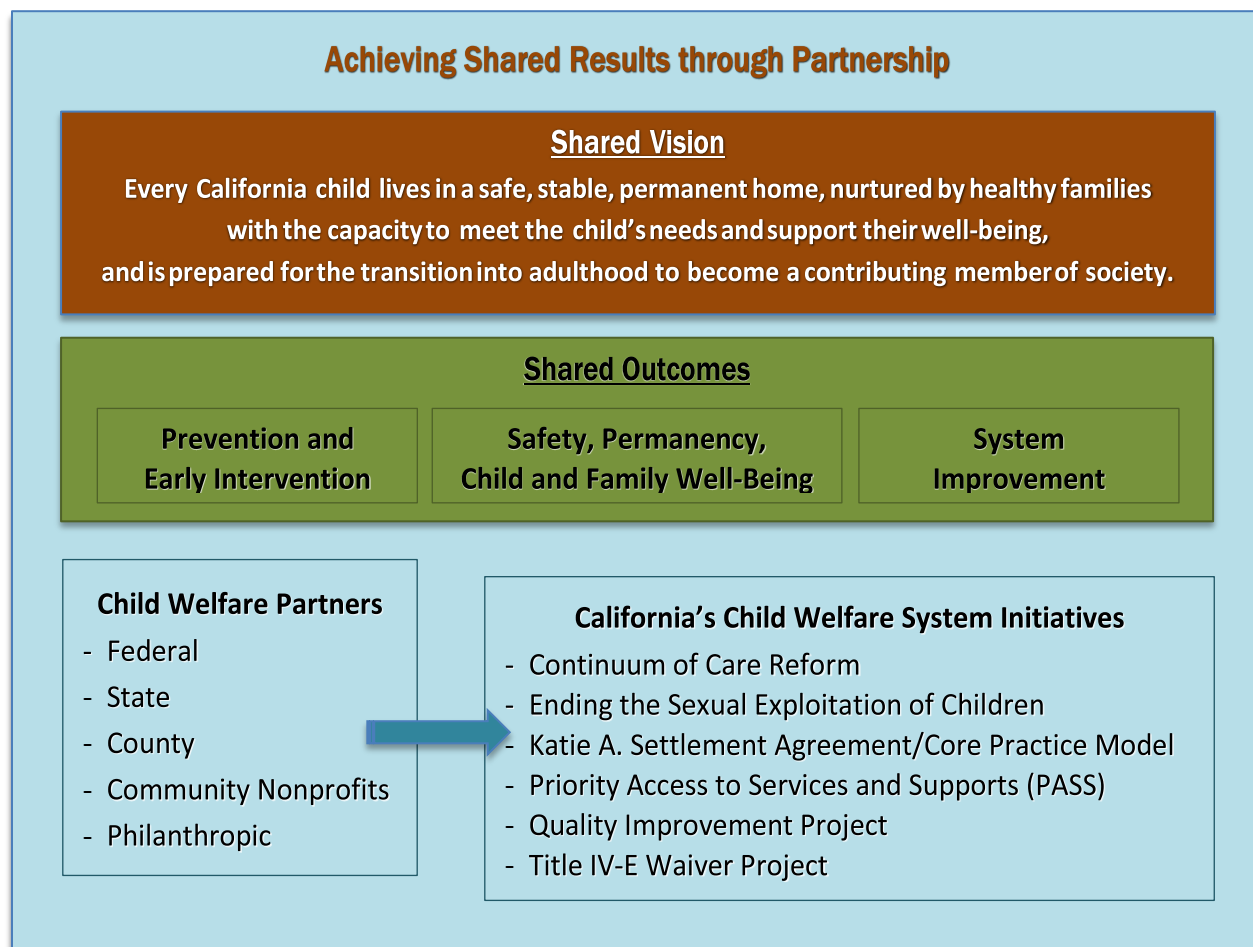 Achieving Shared Results through Partnership
Shared Vision
Every California child lives in a safe, stable, permanent home, nurtured by healthy families
with the capacity to meet the child’s needs and support their well-being,
and is prepared for the transition into adulthood to become a contributing member of society.
Shared Outcomes
Prevention and
Early Intervention
Safety, Permanency,
Child and Family Well-Being
System
Improvement
Child Welfare Partners
- Federal
- State
- County
- Community Nonprofits
- Philanthropic
California’s Child Welfare System Initiatives
- Continuum of Care Reform
- Ending the Sexual Exploitation of Children
- Katie A. Settlement Agreement/Core Practice Model
- Priority Access to Services and Supports (PASS)
- Quality Improvement Project
- Title IV-E Waiver Project